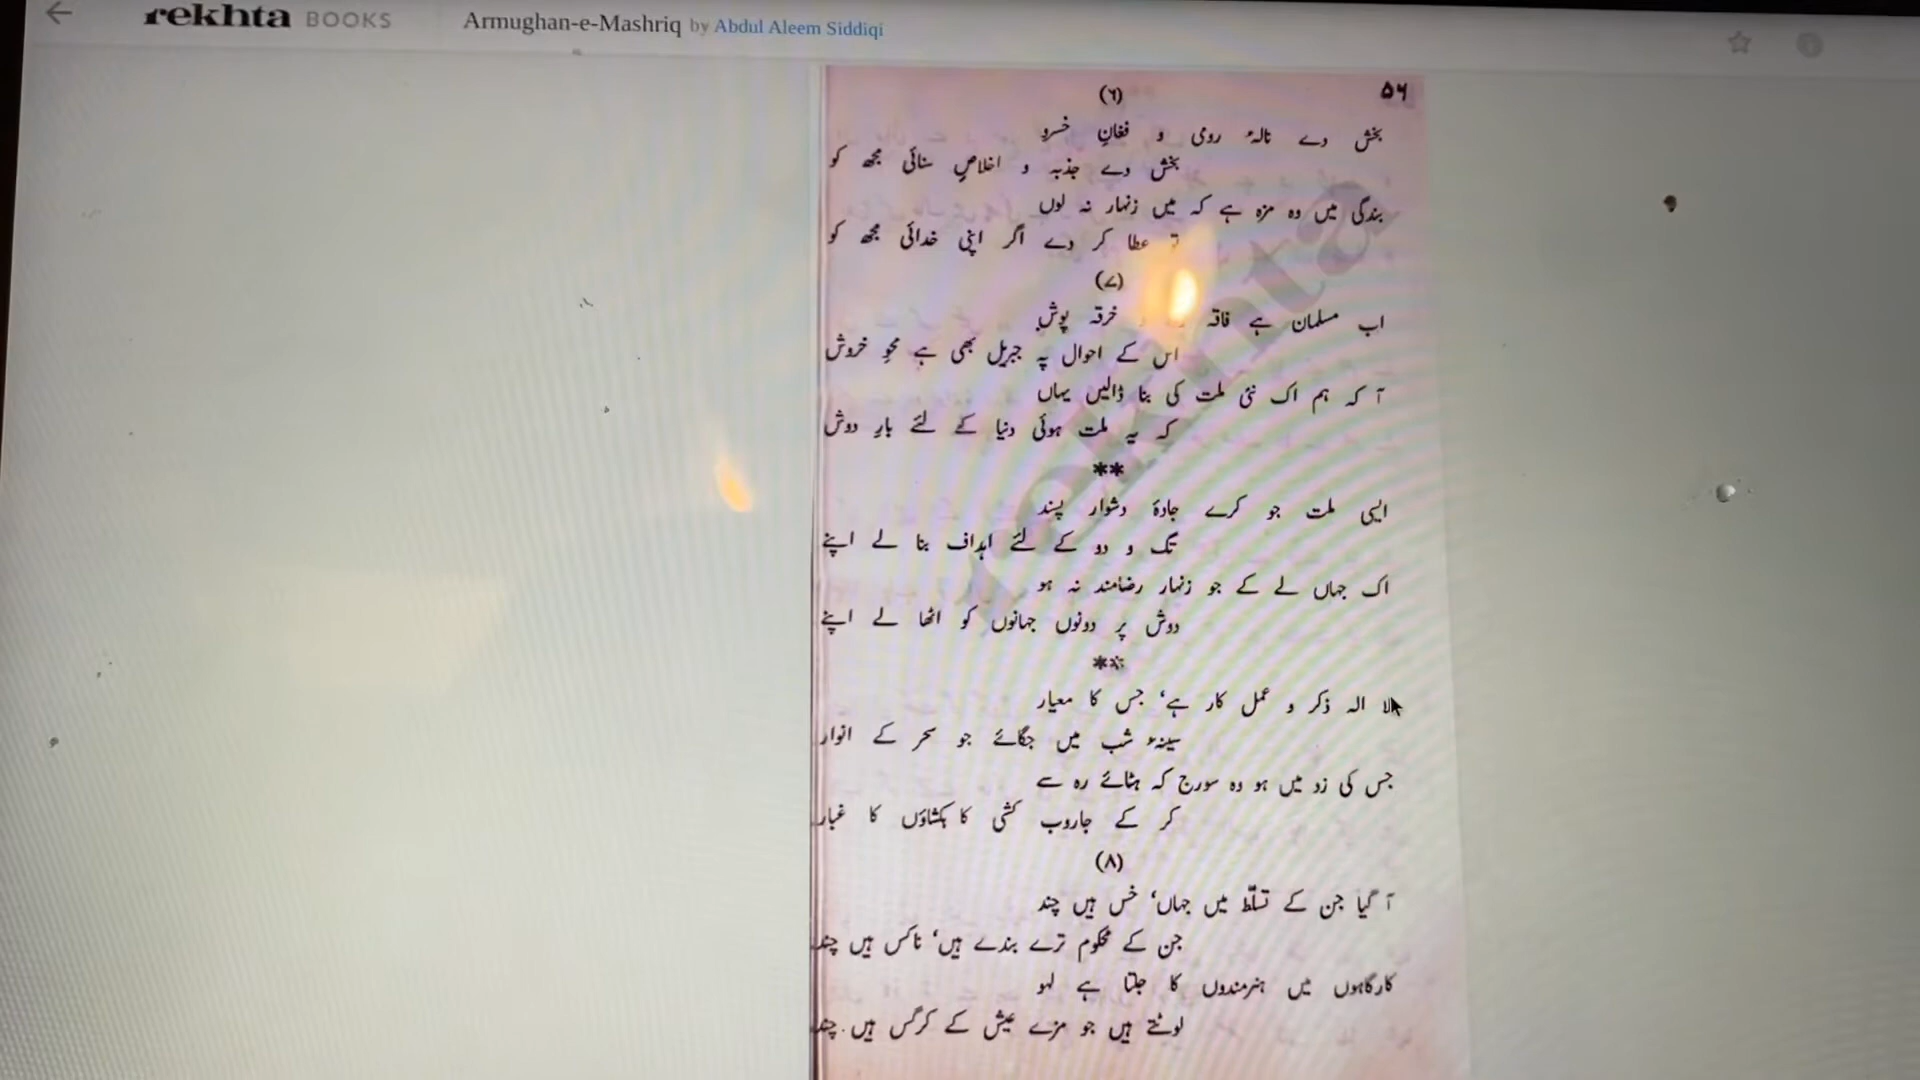 rekhta BOOKS
Armughan-e-Mashriq by Abdul Aleem Siddiqi
۵۶
(۶)
بخش دے نالۂ رومی و فغانِ خسرو
بخش دے جذبہ و اخلاصِ سنائی مجھ کو
بندگی میں وہ مزہ ہے کہ میں زنہار نہ لوں
تو عطا کر دے اگر اپنی خدائی مجھ کو
(۷)
اب مسلمان ہے فاقہ خرقہ پوش
اس کے احوال پہ جبریل بھی ہے محوِ خروش
آ کہ ہم اک نئی ملت کی بنا ڈالیں یہاں
کہ یہ ملت ہوئی دنیا کے لئے بارِ دوش
**
ایسی ملت جو کرے جادۂ دشوار پسند
تگ و دو کے لئے اہداف بنا لے اپنے
اک جہاں لے کے جو زنہار رضامند نہ ہو
دوش پر دونوں جہانوں کو اٹھا لے اپنے
**
لا الہ ذکر و عمل کار ہے، جس کا معیار
سینۂ شب میں جگائے جو سحر کے انوار
جس کی زد میں ہو وہ سورج کہ ہٹائے رہ سے
کر کے جاروب کشی کاہکشاؤں کا غبار
(۸)
آ گیا جن کے تسلّط میں جہاں، خس ہیں چند
جن کے محکوم ترے بندے ہیں، ناکس ہیں چند
کارگاہوں میں ہنرمندوں کا جلتا ہے لہو
لوٹتے ہیں جو مزے عیش کے کرگس ہیں چند
rekhta